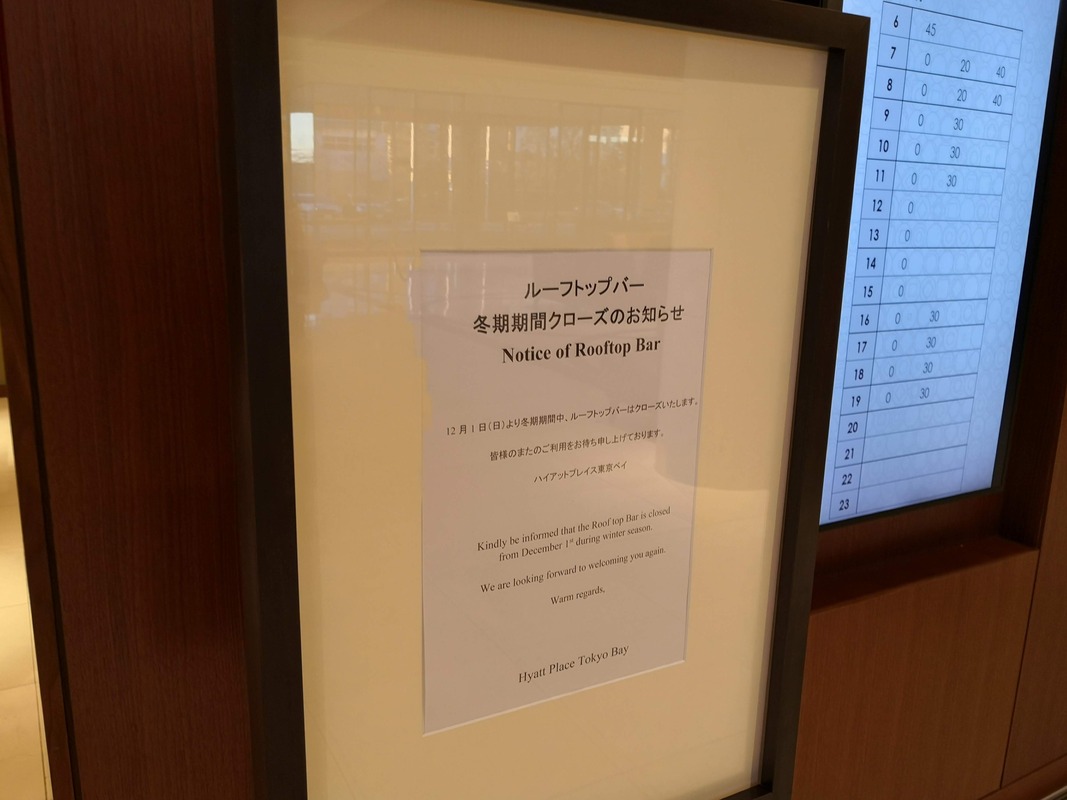 ルーフトップバー
冬期期間クローズのお知らせ
Notice of Rooftop Bar
12月1日(日)より冬期期間中、ルーフトップバーはクローズいたします。
皆様のまたのご利用をお待ち申し上げております。
ハイアットプレイス東京ベイ
Kindly be informed that the Roof top Bar is closed
from December 1st during winter season.
We are looking forward to welcoming you again.
Warm regards,
Hyatt Place Tokyo Bay
6 45
7 0 20 40
8 0 20 40
9 0 30
10 0 30
11 0 30
12 0
13 0
14 0
15 0
16 0 30
17 0 30
18 0 30
19 0 30
20
21
22
23